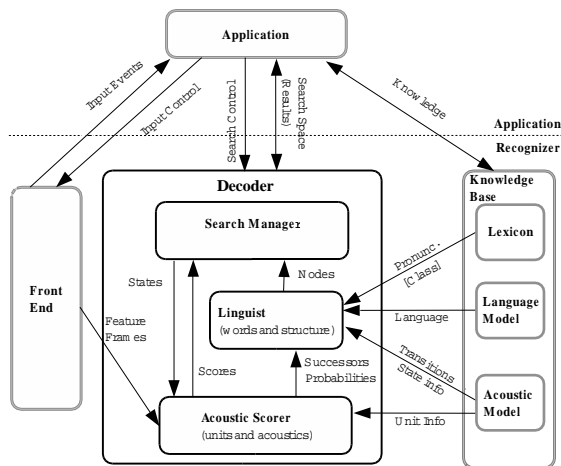 Application
Input Events
Input Control
Search Control
Search Space
(Results)
Knowledge
Application
Recognizer
Decoder
Knowledge
Base
Search Manager
Lexicon
Pronunc.
[Class]
States
Nodes
Front
End
Linguist
(words and structure)
Language
Language
Model
Feature
Frames
Transitions
State info
Scores
Successors
Probabilities
Acoustic
Model
Acoustic Scorer
(units and acoustics)
Unit Info